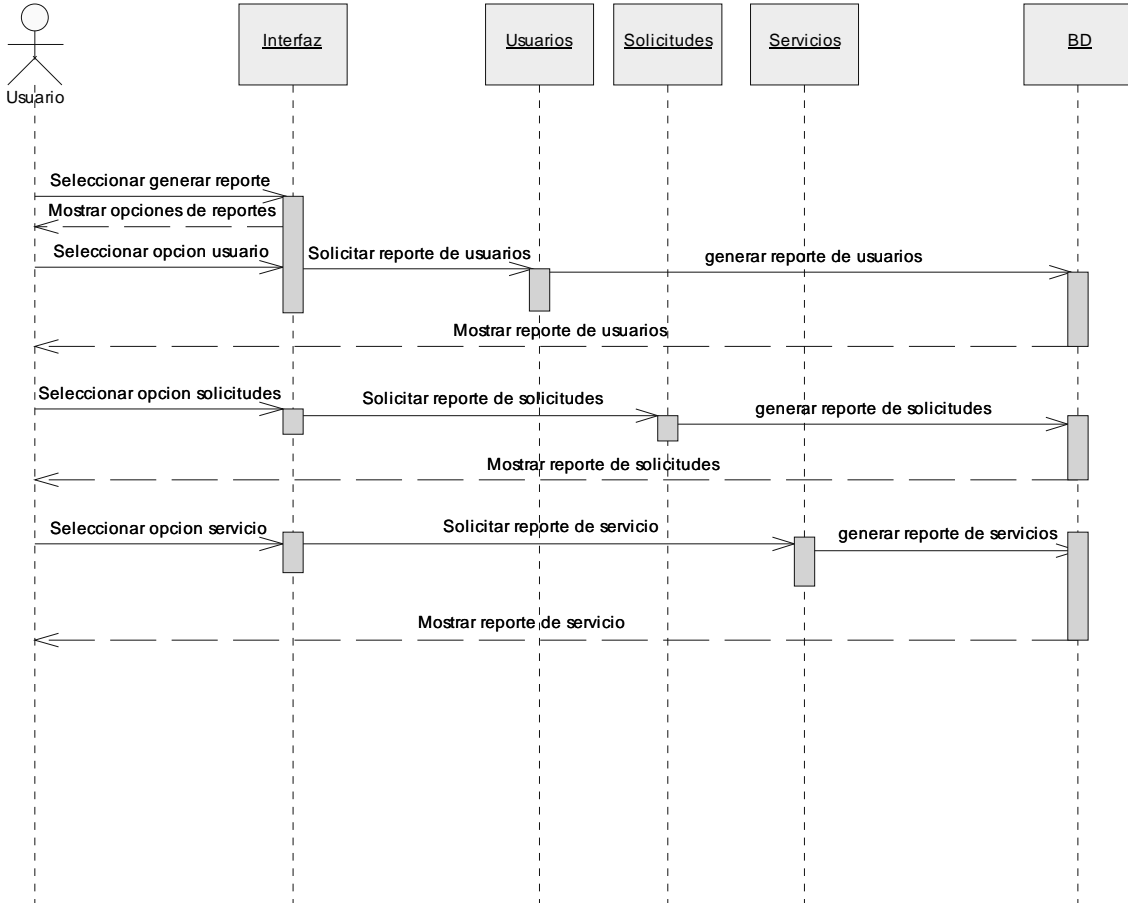 Interfaz
Usuarios
Solicitudes
Servicios
BD
Usuario
Seleccionar generar reporte
Mostrar opciones de reportes
Seleccionar opcion usuario
Solicitar reporte de usuarios
generar reporte de usuarios
Mostrar reporte de usuarios
Seleccionar opcion solicitudes
Solicitar reporte de solicitudes
generar reporte de solicitudes
Mostrar reporte de solicitudes
Seleccionar opcion servicio
Solicitar reporte de servicio
generar reporte de servicios
Mostrar reporte de servicio